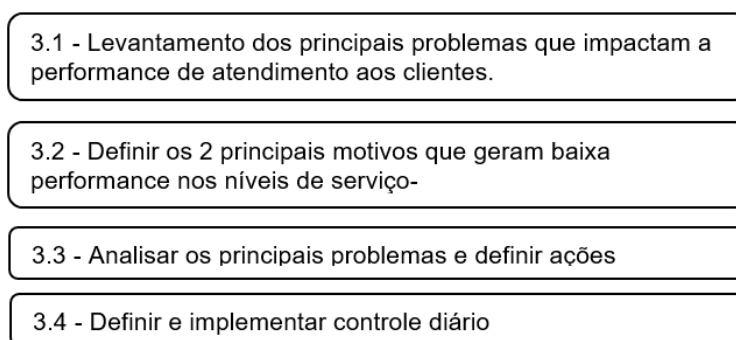 3.1 - Levantamento dos principais problemas que impactam a
performance de atendimento aos clientes.
3.2 - Definir os 2 principais motivos que geram baixa
performance nos níveis de serviço-
3.3 - Analisar os principais problemas e definir ações
3.4 - Definir e implementar controle diário